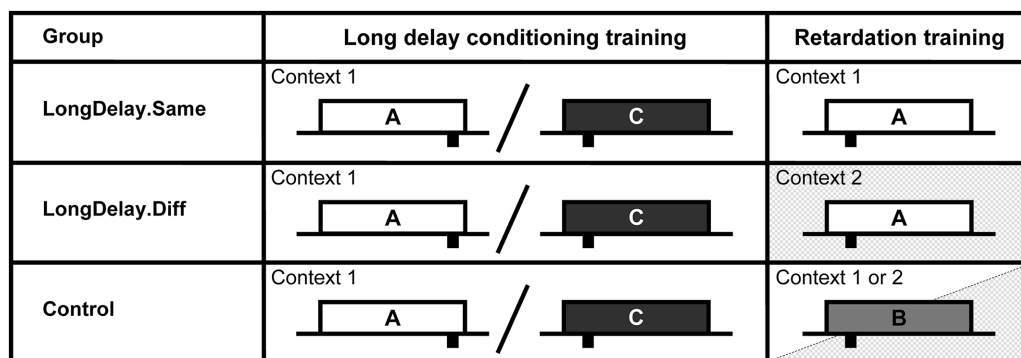 Group
Long delay conditioning training
Retardation training
LongDelay.Same
Context 1
A
C
Context 1
A
LongDelay.Diff
Context 1
A
C
Context 2
A
Control
Context 1
A
C
Context 1 or 2
B